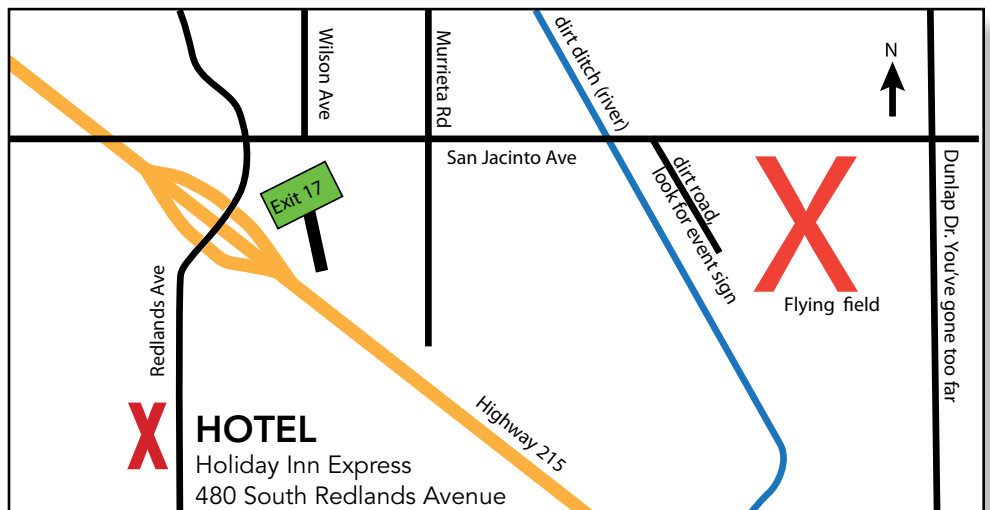 Wilson Ave
Murrieta Rd
dirt ditch (river)
N
San Jacinto Ave
dirt road,
look for event sign
Exit 17
Dunlap Dr. You've gone too far
Flying field
Redlands Ave
Highway 215
X
X
HOTEL
Holiday Inn Express
480 South Redlands Avenue